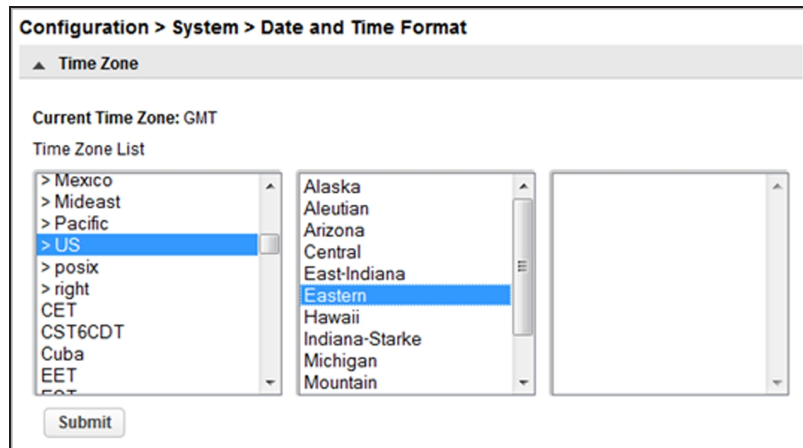 Configuration > System > Date and Time Format
Time Zone
Current Time Zone: GMT
Time Zone List
> Mexico
> Mideast
> Pacific
> US
> posix
> right
CET
CST6CDT
Cuba
EET
Alaska
Aleutian
Arizona
Central
East-Indiana
Eastern
Hawaii
Indiana-Starke
Michigan
Mountain
Submit